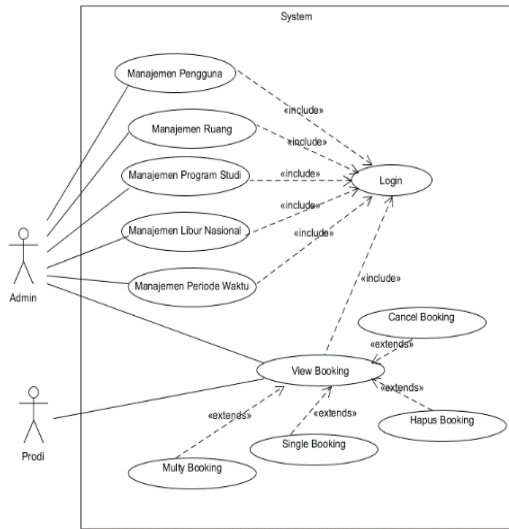 System
Manajemen Pengguna
«include»
Manajemen Ruang
«include»
Manajemen Program Studi
«include»
Login
«include»
Manajemen Libur Nasional
«include»
Admin
Manajemen Periode Waktu
«include»
Cancel Booking
«extends»
View Booking
«extends»
Prodi
«extends»
«extends»
Hapus Booking
Single Booking
Multy Booking